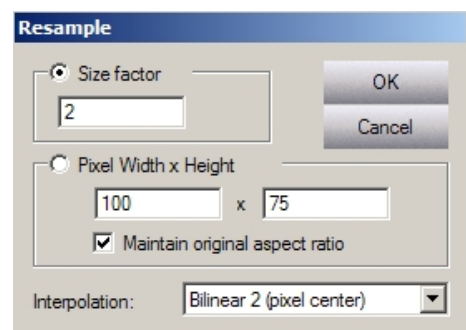 Resample
Size factor
2
OK
Cancel
Pixel Width x Height
100 x 75
Maintain original aspect ratio
Interpolation: Bilinear 2 (pixel center)